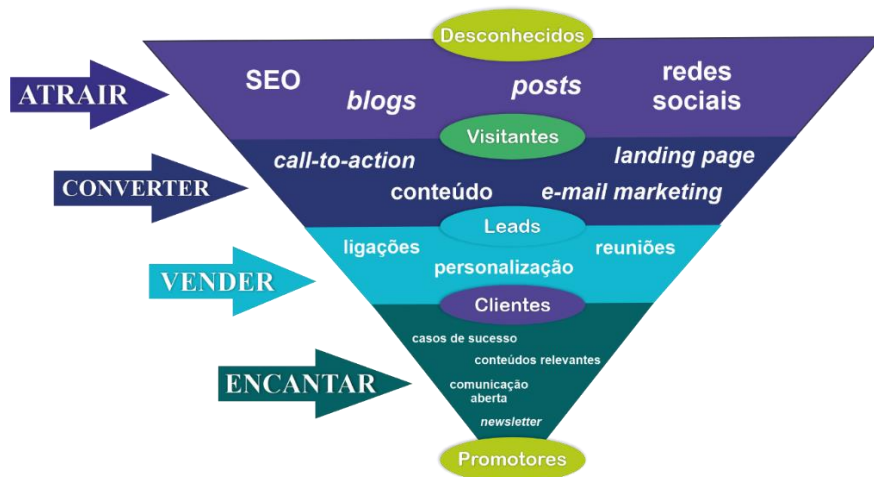 Desconhecidos
ATRAIR
SEO
blogs
posts
redes
sociais
Visitantes
CONVERTER
call-to-action
landing page
conteúdo
e-mail marketing
Leads
VENDER
ligações
reuniões
personalização
Clientes
ENCANTAR
casos de sucesso
conteúdos relevantes
comunicação
aberta
newsletter
Promotores